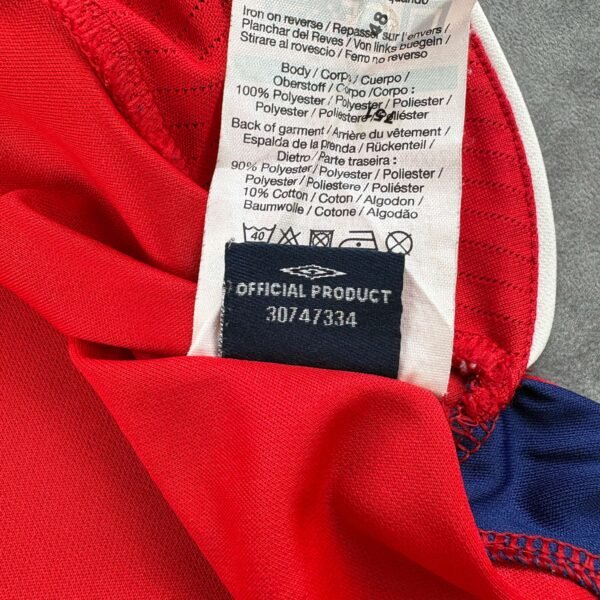 quando/
Iron on reverse / Repasser sur l'envers /
Planchar del Reves / Von links buegeln /
Stirare al rovescio / Ferro no reverso
Body / Corps / Cuerpo /
Oberstoff / Corpo / Corpo :
100% Polyester / Polyester / Poliester /
Polyester / Poliestere / Poliéster
Back of garment / Arrière du vêtement /
Espalda de la prenda / Rückenteil /
Dietro / Parte traseira :
90% Polyester / Polyester / Poliester /
Polyester / Poliestere / Poliéster
10% Cotton / Coton / Algodon /
Baumwolle / Cotone / Algodão
40
OFFICIAL PRODUCT
30747334